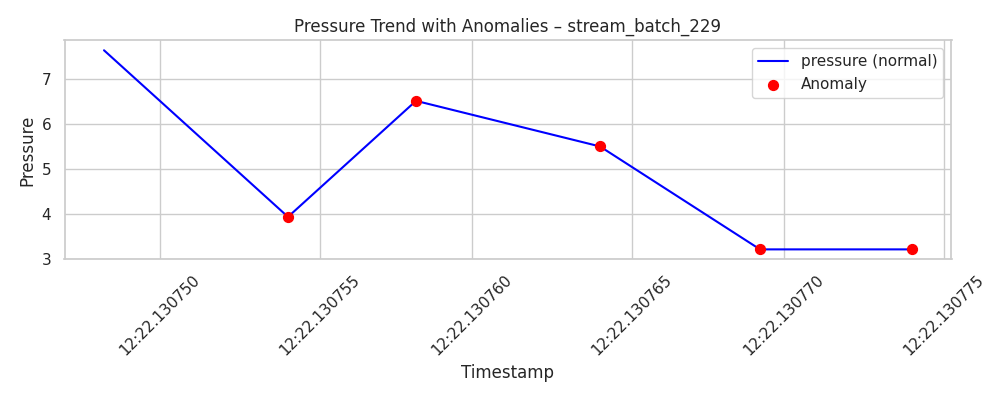 Pressure Trend with Anomalies – stream_batch_229
pressure (normal)
Anomaly
Pressure
7
6
5
4
3
12:22.130750
12:22.130755
12:22.130760
12:22.130765
12:22.130770
12:22.130775
Timestamp